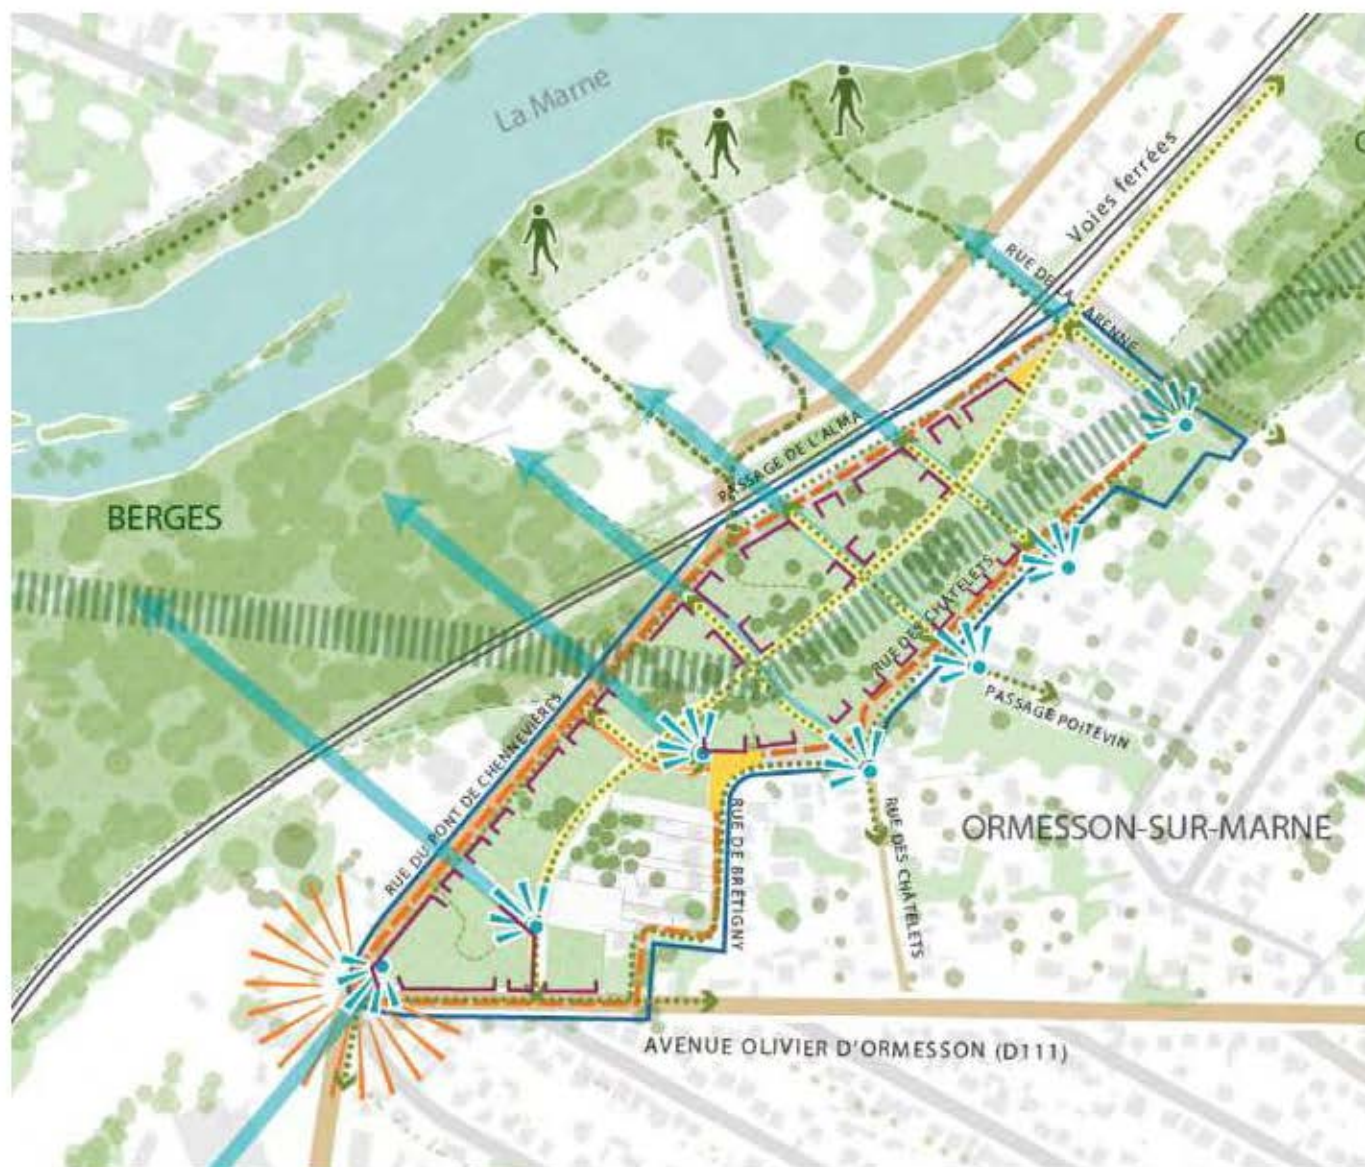 La Marne
Voies ferrées
RUE DE LA VARENNE
PASSAGE DE L'ALMA
BERGES
RUE DES CHÂTELETS
PASSAGE POITEVIN
RUE DU PONT DE CHENNEVIÈRES
ORMESSON-SUR-MARNE
RUE DE BRÉTIGNY
RUE DES CHÂTELETS
AVENUE OLIVIER D'ORMESSON (D111)